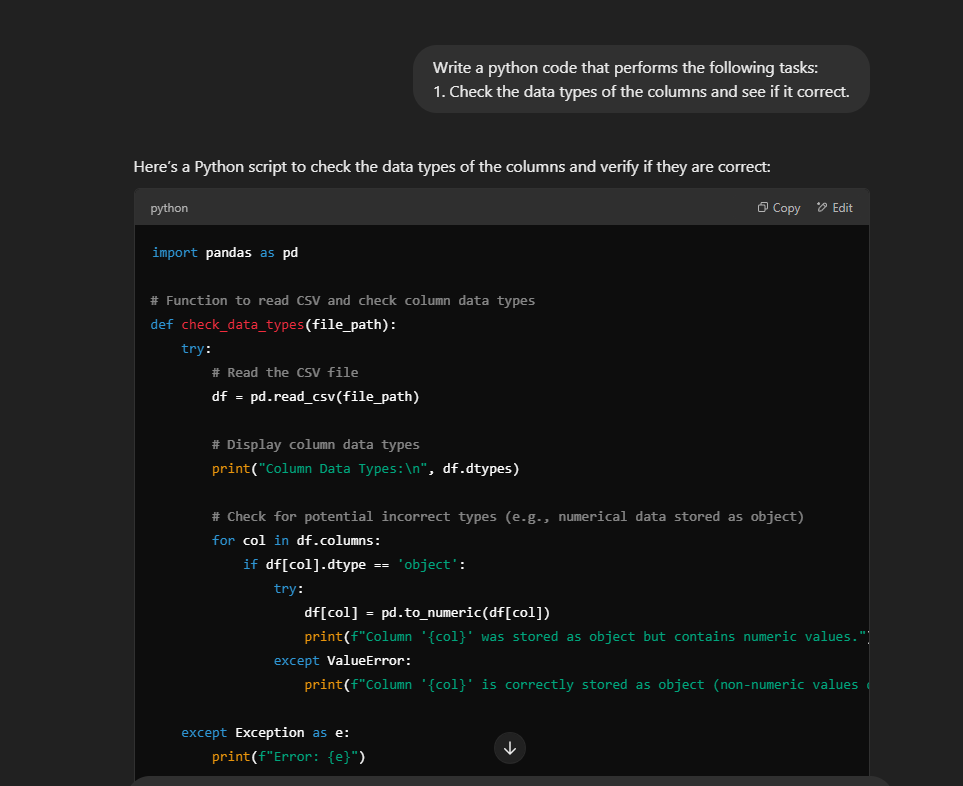 Write a python code that performs the following tasks:
1. Check the data types of the columns and see if it correct.
Here's a Python script to check the data types of the columns and verify if they are correct:
python
Copy
Edit
import pandas as pd
# Function to read CSV and check column data types
def check_data_types(file_path):
    try:
        # Read the CSV file
        df = pd.read_csv(file_path)
        # Display column data types
        print("Column Data Types:\n", df.dtypes)
        # Check for potential incorrect types (e.g., numerical data stored as object)
        for col in df.columns:
            if df[col].dtype == 'object':
                try:
                    df[col] = pd.to_numeric(df[col])
                    print(f"Column '{col}' was stored as object but contains numeric values.")
                except ValueError:
                    print(f"Column '{col}' is correctly stored as object (non-numeric values
    except Exception as e:
        print(f"Error: {e}")